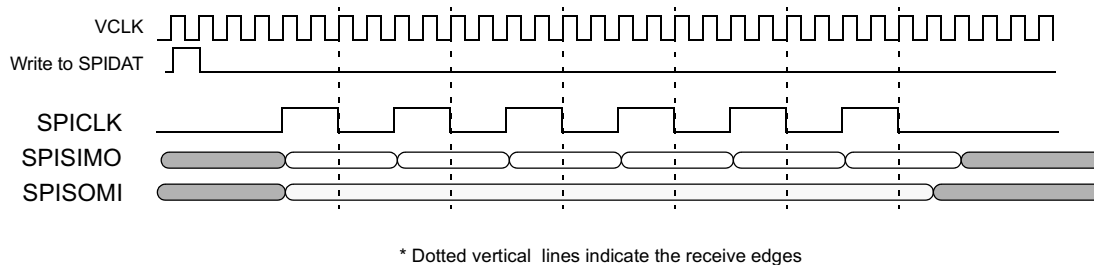 VCLK
Write to SPIDAT
SPICLK
SPISIMO
SPISOMI
* Dotted vertical lines indicate the receive edges